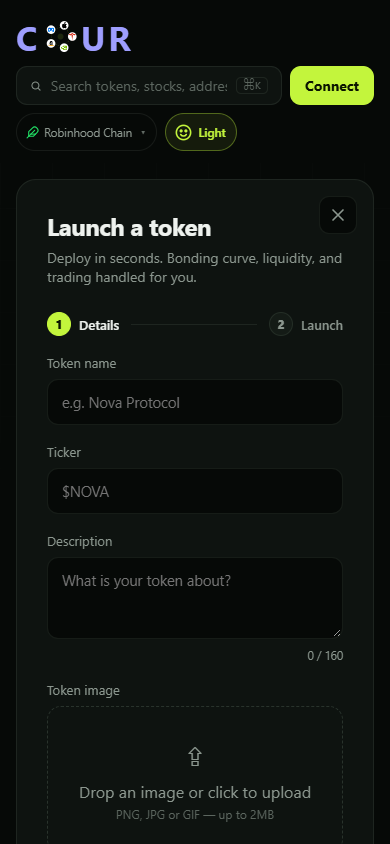 C UR
Search tokens, stocks, addres ⌘K
Connect
Robinhood Chain
Light
Launch a token
Deploy in seconds. Bonding curve, liquidity, and
trading handled for you.
1 Details
2 Launch
Token name
e.g. Nova Protocol
Ticker
$NOVA
Description
What is your token about?
0 / 160
Token image
Drop an image or click to upload
PNG, JPG or GIF — up to 2MB